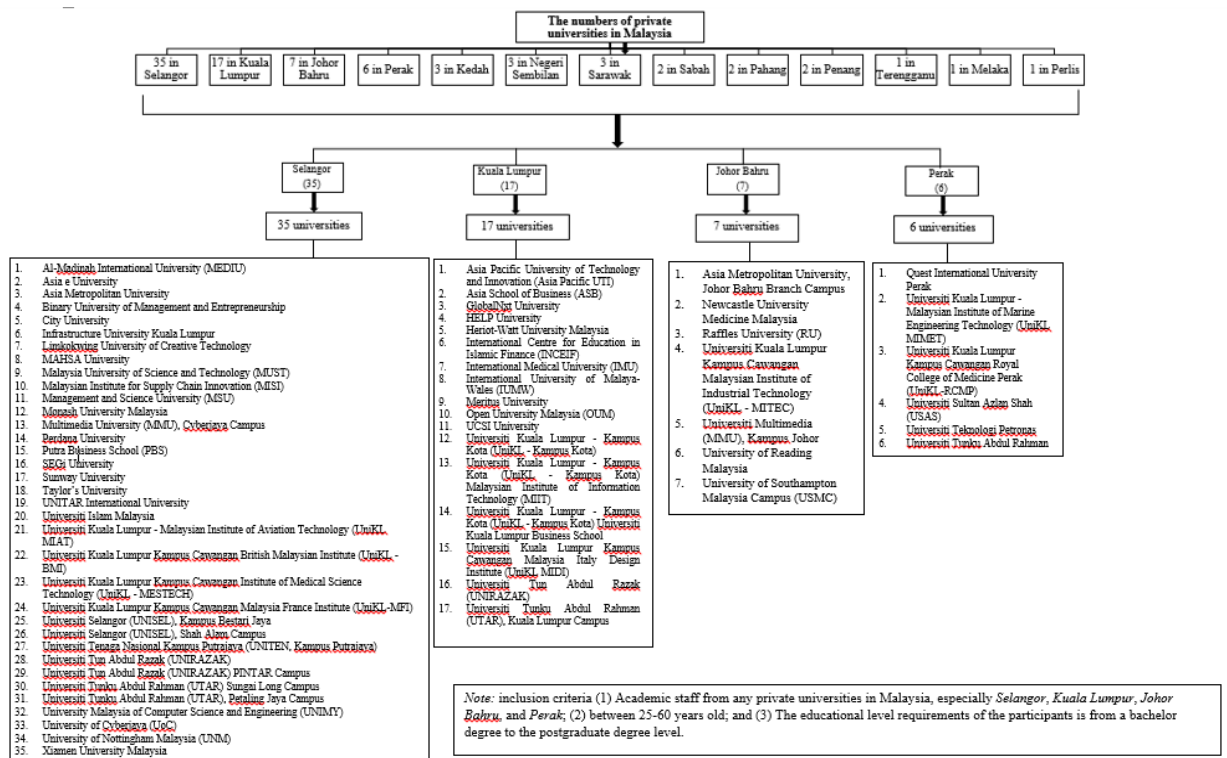 The numbers of private
universities in Malaysia
35 in
Selangor
17 in Kuala
Lumpur
7 in Johor
Bahru
6 in Perak
3 in Kedah
3 in Negeri
Sembilan
3 in
Sarawak
2 in Sabah
2 in Pahang
2 in Penang
1 in
Terengganu
1 in Melaka
1 in Perlis
Selangor
(35)
35 universities
1. Al-Madinah International University (MEDIU)
2. Asia e University
3. Asia Metropolitan University
4. Binary University of Management and Entrepreneurship
5. City University
6. Infrastructure University Kuala Lumpur
7. Limkokwing University of Creative Technology
8. MAHSA University
9. Malaysia University of Science and Technology (MUST)
10. Malaysian Institute for Supply Chain Innovation (MISI)
11. Management and Science University (MSU)
12. Monash University Malaysia
13. Multimedia University (MMU), Cyberjaya Campus
14. Perdana University
15. Putra Business School (PBS)
16. SEGi University
17. Sunway University
18. Taylor's University
19. UNITAR International University
20. Universiti Islam Malaysia
21. Universiti Kuala Lumpur - Malaysian Institute of Aviation Technology (UniKL
MIAT)
22. Universiti Kuala Lumpur Kampus Cawangan British Malaysian Institute (UniKL -
BMI)
23. Universiti Kuala Lumpur Kampus Cawangan Institute of Medical Science
Technology (UniKL - MESTECH)
24. Universiti Kuala Lumpur Kampus Cawangan Malaysia France Institute (UniKL-MFI)
25. Universiti Selangor (UNISEL), Kampus Bestari Jaya
26. Universiti Selangor (UNISEL), Shah Alam Campus
27. Universiti Tenaga Nasional Kampus Putrajaya (UNITEN, Kampus Putrajaya)
28. Universiti Tun Abdul Razak (UNIRAZAK)
29. Universiti Tun Abdul Razak (UNIRAZAK) PINTAR Campus
30. Universiti Tunku Abdul Rahman (UTAR) Sungai Long Campus
31. Universiti Tunku Abdul Rahman (UTAR), Petaling Jaya Campus
32. University Malaysia of Computer Science and Engineering (UNIMY)
33. University of Cyberjaya (UoC)
34. University of Nottingham Malaysia (UNM)
35. Xiamen University Malaysia
Kuala Lumpur
(17)
17 universities
1. Asia Pacific University of Technology
and Innovation (Asia Pacific UTI)
2. Asia School of Business (ASB)
3. GlobalNxt University
4. HELP University
5. Heriot-Watt University Malaysia
6. International Centre for Education in
Islamic Finance (INCEIF)
7. International Medical University (IMU)
8. International University of Malaya-
Wales (IUMW)
9. Meritus University
10. Open University Malaysia (OUM)
11. UCSI University
12. Universiti Kuala Lumpur - Kampus
Kota (UniKL - Kampus Kota)
13. Universiti Kuala Lumpur - Kampus
Kota (UniKL - Kampus Kota)
Malaysian Institute of Information
Technology (MIIT)
14. Universiti Kuala Lumpur - Kampus
Kota (UniKL - Kampus Kota) Universiti
Kuala Lumpur Business School
15. Universiti Kuala Lumpur Kampus
Cawangan Malaysia Italy Design
Institute (UniKL MIDI)
16. Universiti Tun Abdul Razak
(UNIRAZAK)
17. Universiti Tunku Abdul Rahman
(UTAR), Kuala Lumpur Campus
Johor Bahru
(7)
7 universities
1. Asia Metropolitan University,
Johor Bahru Branch Campus
2. Newcastle University
Medicine Malaysia
3. Raffles University (RU)
4. Universiti Kuala Lumpur
Kampus Cawangan
Malaysian Institute of
Industrial Technology
(UniKL - MITEC)
5. Universiti Multimedia
(MMU), Kampus Johor
6. University of Reading
Malaysia
7. University of Southampton
Malaysia Campus (USMC)
Perak
(6)
6 universities
1. Quest International University
Perak
2. Universiti Kuala Lumpur -
Malaysian Institute of Marine
Engineering Technology (UniKL
MIMET)
3. Universiti Kuala Lumpur
Kampus Cawangan Royal
College of Medicine Perak
(UniKL-RCMP)
4. Universiti Sultan Azlan Shah
(USAS)
5. Universiti Teknologi Petronas
6. Universiti Tunku Abdul Rahman
Note: inclusion criteria (1) Academic staff from any private universities in Malaysia, especially Selangor, Kuala Lumpur, Johor
Bahru, and Perak; (2) between 25-60 years old; and (3) The educational level requirements of the participants is from a bachelor
degree to the postgraduate degree level.